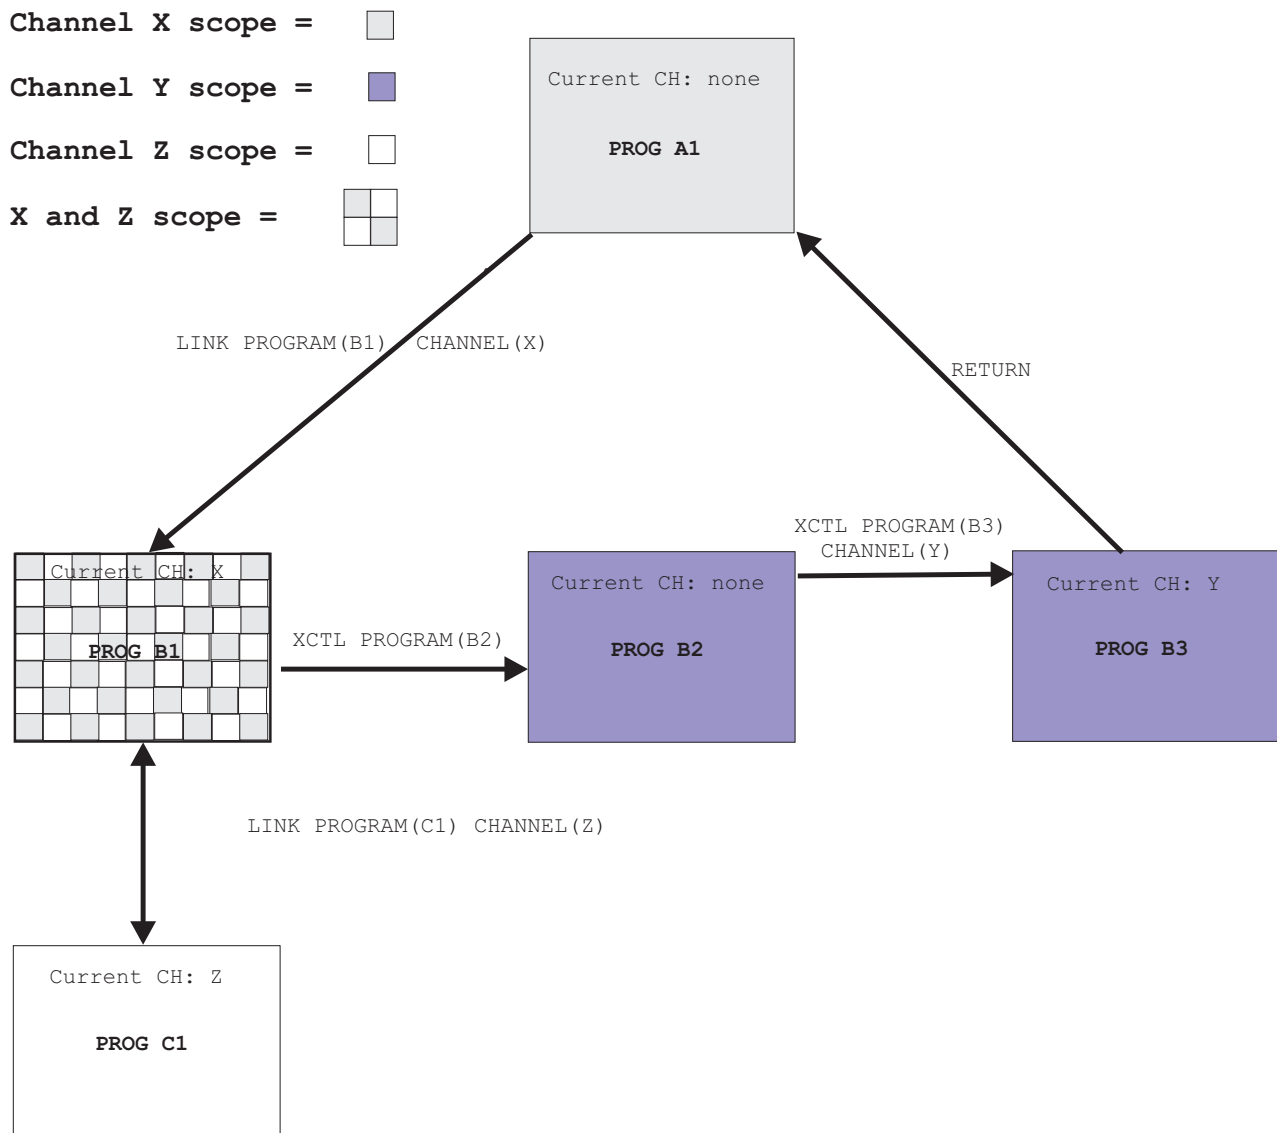 Channel X scope =
Channel Y scope =
Channel Z scope =
X and Z scope =
Current CH: none
PROG A1
LINK PROGRAM(B1) CHANNEL(X)
RETURN
Current CH: X
PROG B1
XCTL PROGRAM(B2)
Current CH: none
PROG B2
XCTL PROGRAM(B3)
CHANNEL(Y)
Current CH: Y
PROG B3
LINK PROGRAM(C1) CHANNEL(Z)
Current CH: Z
PROG C1